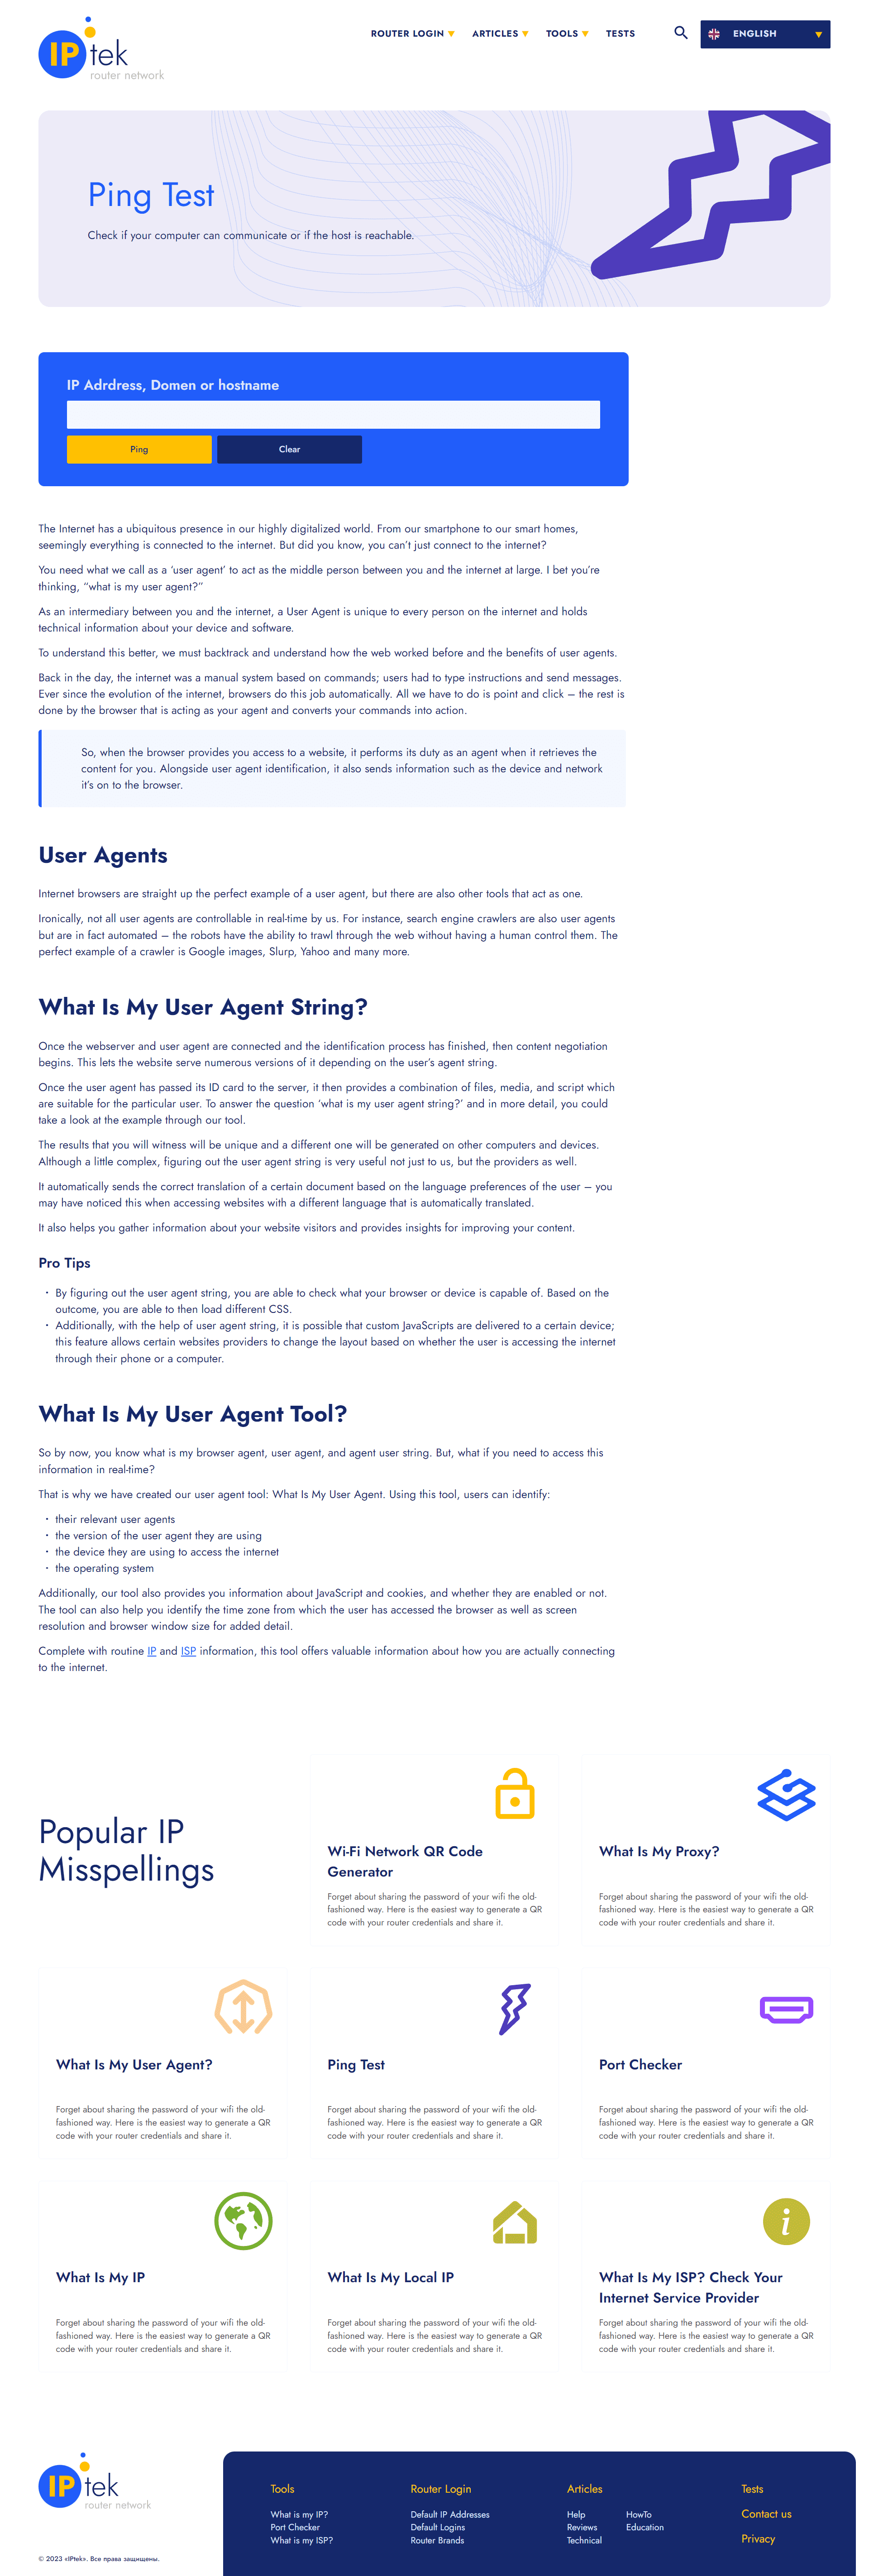 IP tek
router network
ROUTER LOGIN
ARTICLES
TOOLS
TESTS
ENGLISH
Ping Test
Check if your computer can communicate or if the host is reachable.
IP Adrdress, Domen or hostname
Ping
Clear
The Internet has a ubiquitous presence in our highly digitalized world. From our smartphone to our smart homes,
seemingly everything is connected to the internet. But did you know, you can’t just connect to the internet?
You need what we call as a ‘user agent’ to act as the middle person between you and the internet at large. I bet you’re
thinking, “what is my user agent?”
As an intermediary between you and the internet, a User Agent is unique to every person on the internet and holds
technical information about your device and software.
To understand this better, we must backtrack and understand how the web worked before and the benefits of user agents.
Back in the day, the internet was a manual system based on commands; users had to type instructions and send messages.
Ever since the evolution of the internet, browsers do this job automatically. All we have to do is point and click – the rest is
done by the browser that is acting as your agent and converts your commands into action.
So, when the browser provides you access to a website, it performs its duty as an agent when it retrieves the
content for you. Alongside user agent identification, it also sends information such as the device and network
it’s on to the browser.
User Agents
Internet browsers are straight up the perfect example of a user agent, but there are also other tools that act as one.
Ironically, not all user agents are controllable in real-time by us. For instance, search engine crawlers are also user agents
but are in fact automated – the robots have the ability to trawl through the web without having a human control them. The
perfect example of a crawler is Google images, Slurp, Yahoo and many more.
What Is My User Agent String?
Once the webserver and user agent are connected and the identification process has finished, then content negotiation
begins. This lets the website serve numerous versions of it depending on the user’s agent string.
Once the user agent has passed its ID card to the server, it then provides a combination of files, media, and script which
are suitable for the particular user. To answer the question ‘what is my user agent string?’ and in more detail, you could
take a look at the example through our tool.
The results that you will witness will be unique and a different one will be generated on other computers and devices.
Although a little complex, figuring out the user agent string is very useful not just to us, but the providers as well.
It automatically sends the correct translation of a certain document based on the language preferences of the user – you
may have noticed this when accessing websites with a different language that is automatically translated.
It also helps you gather information about your website visitors and provides insights for improving your content.
Pro Tips
· By figuring out the user agent string, you are able to check what your browser or device is capable of. Based on the
outcome, you are able to then load different CSS.
· Additionally, with the help of user agent string, it is possible that custom JavaScripts are delivered to a certain device;
this feature allows certain websites providers to change the layout based on whether the user is accessing the internet
through their phone or a computer.
What Is My User Agent Tool?
So by now, you know what is my browser agent, user agent, and agent user string. But, what if you need to access this
information in real-time?
That is why we have created our user agent tool: What Is My User Agent. Using this tool, users can identify:
· their relevant user agents
· the version of the user agent they are using
· the device they are using to access the internet
· the operating system
Additionally, our tool also provides you information about JavaScript and cookies, and whether they are enabled or not.
The tool can also help you identify the time zone from which the user has accessed the browser as well as screen
resolution and browser window size for added detail.
Complete with routine IP and ISP information, this tool offers valuable information about how you are actually connecting
to the internet.
Popular IP
Misspellings
Wi-Fi Network QR Code
Generator
Forget about sharing the password of your wifi the old-
fashioned way. Here is the easiest way to generate a QR
code with your router credentials and share it.
What Is My Proxy?
Forget about sharing the password of your wifi the old-
fashioned way. Here is the easiest way to generate a QR
code with your router credentials and share it.
What Is My User Agent?
Forget about sharing the password of your wifi the old-
fashioned way. Here is the easiest way to generate a QR
code with your router credentials and share it.
Ping Test
Forget about sharing the password of your wifi the old-
fashioned way. Here is the easiest way to generate a QR
code with your router credentials and share it.
Port Checker
Forget about sharing the password of your wifi the old-
fashioned way. Here is the easiest way to generate a QR
code with your router credentials and share it.
What Is My IP
Forget about sharing the password of your wifi the old-
fashioned way. Here is the easiest way to generate a QR
code with your router credentials and share it.
What Is My Local IP
Forget about sharing the password of your wifi the old-
fashioned way. Here is the easiest way to generate a QR
code with your router credentials and share it.
What Is My ISP? Check Your
Internet Service Provider
Forget about sharing the password of your wifi the old-
fashioned way. Here is the easiest way to generate a QR
code with your router credentials and share it.
IP tek
router network
© 2023 «IPtek». Все права защищены.
Tools
What is my IP?
Port Checker
What is my ISP?
Router Login
Default IP Addresses
Default Logins
Router Brands
Articles
Help
Reviews
Technical
HowTo
Education
Tests
Contact us
Privacy